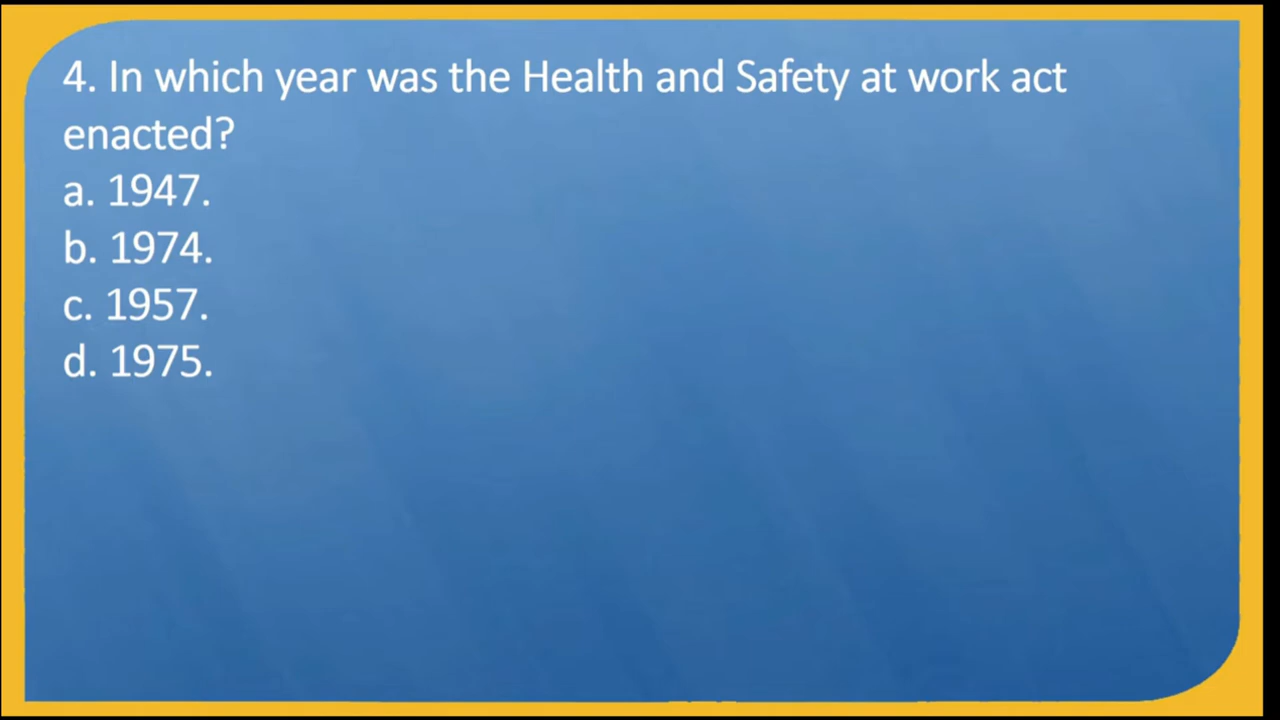 4. In which year was the Health and Safety at work act
enacted?
a. 1947.
b. 1974.
c. 1957.
d. 1975.